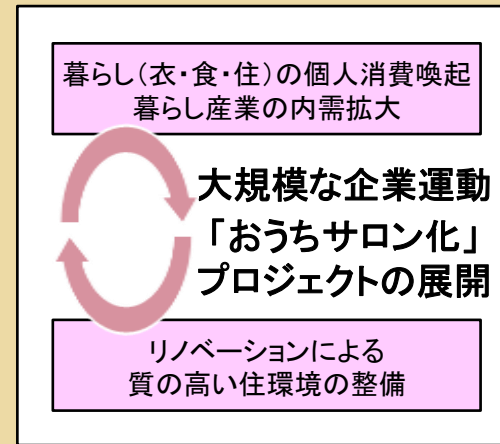 暮らし(衣・食・住)の個人消費喚起
暮らし産業の内需拡大
大規模な企業運動
「おうちサロン化」
プロジェクトの展開
リノベーションによる
質の高い住環境の整備